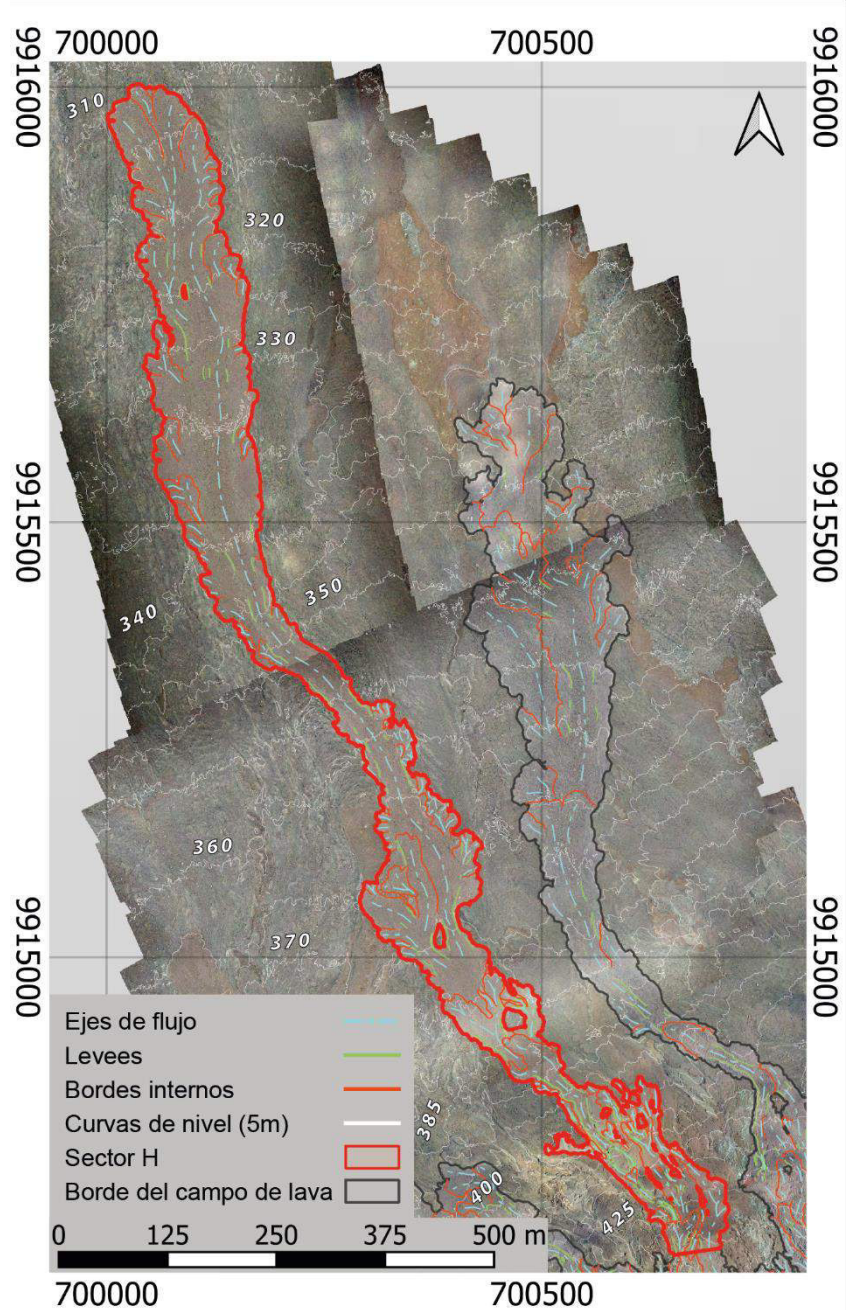 700000 700500
9916000 9916000
310
320
330
9915500 9915500
350
340
360
370
9915000 9915000
Ejes de flujo
Levees
Bordes internos
Curvas de nivel (5m)
Sector H
Borde del campo de lava
385
400
425
0 125 250 375 500 m
700000 700500